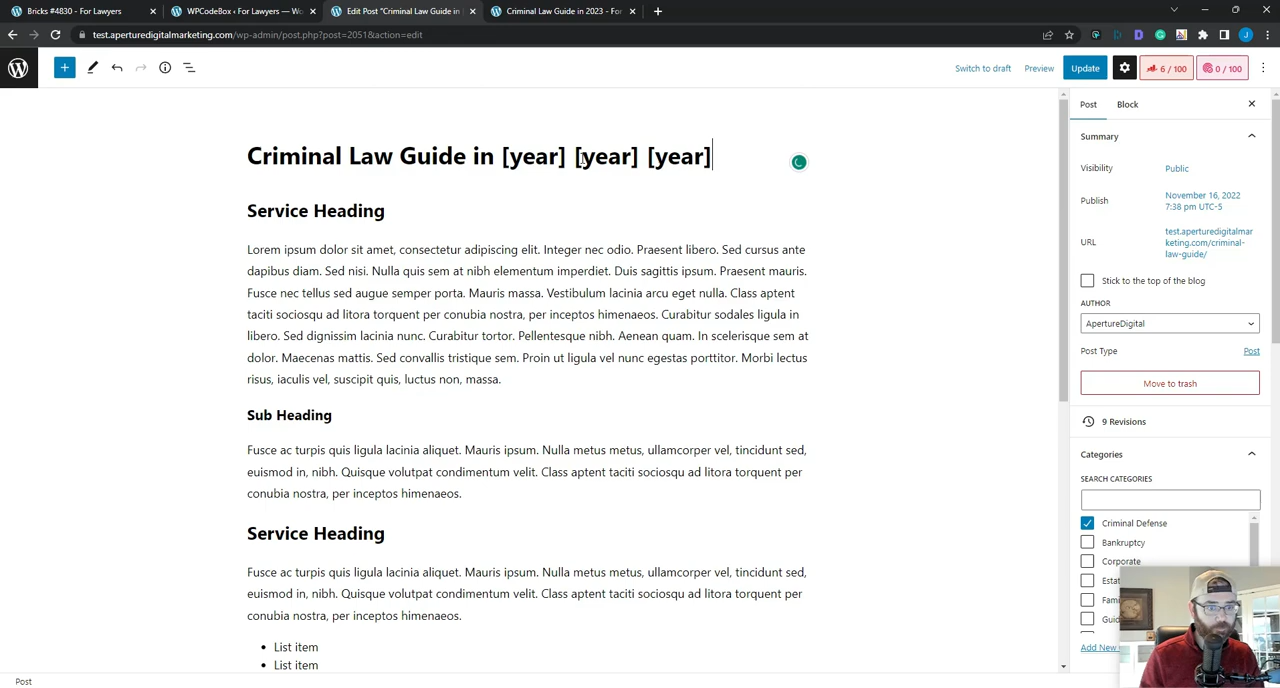 Bricks #4830 - For Lawyers
WPCodeBox ‹ For Lawyers — Wo
Edit Post "Criminal Law Guide in
Criminal Law Guide in 2023 - For
test.aperturedigitalmarketing.com/wp-admin/post.php?post=2051&action=edit
Switch to draft
Preview
Update
6 / 100
0 / 100
Criminal Law Guide in [year] [year] [year]
Service Heading
Lorem ipsum dolor sit amet, consectetur adipiscing elit. Integer nec odio. Praesent libero. Sed cursus ante
dapibus diam. Sed nisi. Nulla quis sem at nibh elementum imperdiet. Duis sagittis ipsum. Praesent mauris.
Fusce nec tellus sed augue semper porta. Mauris massa. Vestibulum lacinia arcu eget nulla. Class aptent
taciti sociosqu ad litora torquent per conubia nostra, per inceptos himenaeos. Curabitur sodales ligula in
libero. Sed dignissim lacinia nunc. Curabitur tortor. Pellentesque nibh. Aenean quam. In scelerisque sem at
dolor. Maecenas mattis. Sed convallis tristique sem. Proin ut ligula vel nunc egestas porttitor. Morbi lectus
risus, iaculis vel, suscipit quis, luctus non, massa.
Sub Heading
Fusce ac turpis quis ligula lacinia aliquet. Mauris ipsum. Nulla metus metus, ullamcorper vel, tincidunt sed,
euismod in, nibh. Quisque volutpat condimentum velit. Class aptent taciti sociosqu ad litora torquent per
conubia nostra, per inceptos himenaeos.
Service Heading
Fusce ac turpis quis ligula lacinia aliquet. Mauris ipsum. Nulla metus metus, ullamcorper vel, tincidunt sed,
euismod in, nibh. Quisque volutpat condimentum velit. Class aptent taciti sociosqu ad litora torquent per
conubia nostra, per inceptos himenaeos.
List item
List item
Post
Post
Block
Summary
Visibility
Public
Publish
November 16, 2022
7:38 pm UTC-5
URL
test.aperturedigitalmar
keting.com/criminal-
law-guide/
Stick to the top of the blog
AUTHOR
ApertureDigital
Post Type
Post
Move to trash
9 Revisions
Categories
SEARCH CATEGORIES
Criminal Defense
Bankruptcy
Corporate
Esta
Fami
Guid
Add New